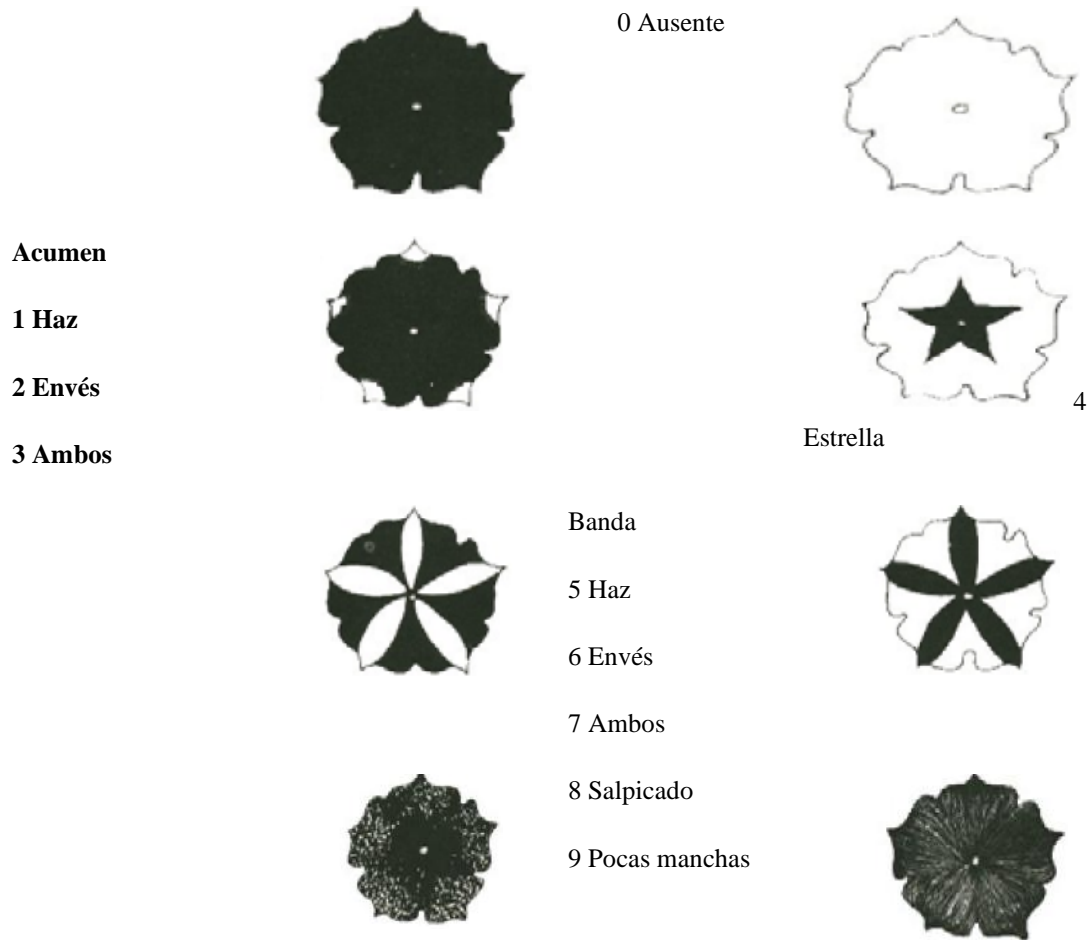 0 Ausente
Acumen
1 Haz
2 Envés
3 Ambos
4
Estrella
Banda
5 Haz
6 Envés
7 Ambos
8 Salpicado
9 Pocas manchas